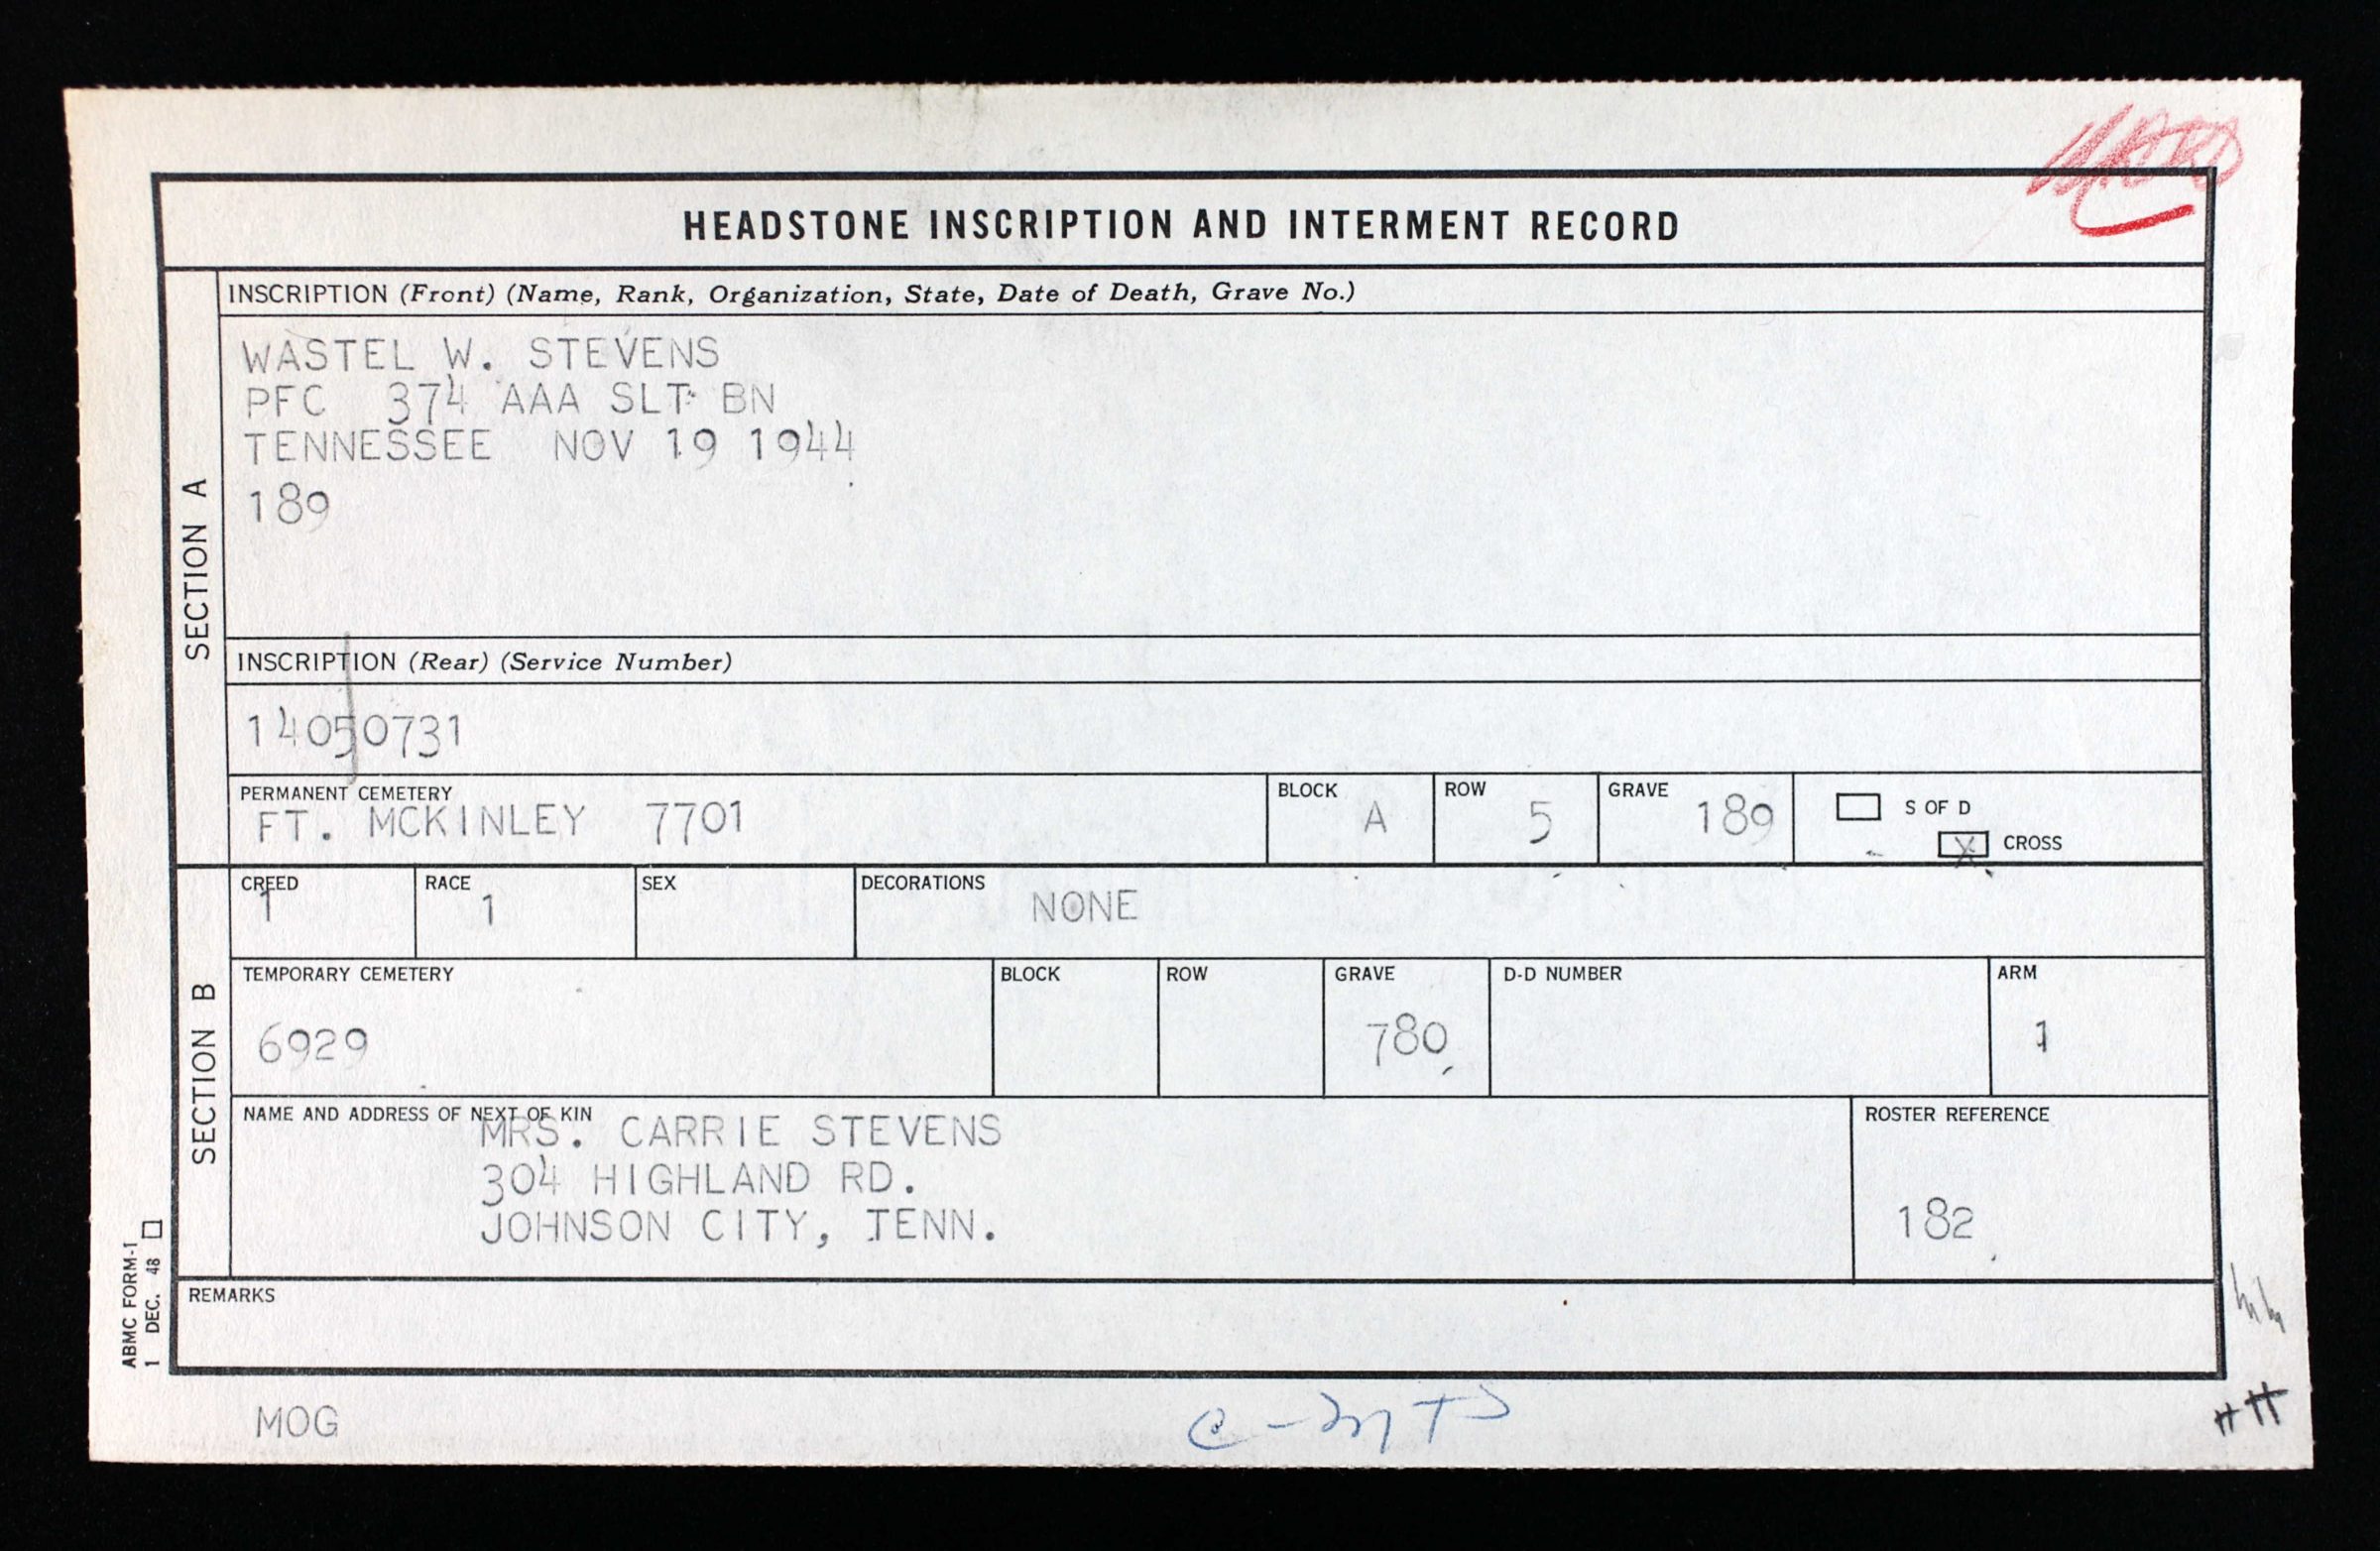 HEADSTONE INSCRIPTION AND INTERMENT RECORD
SECTION A
INSCRIPTION (Front) (Name, Rank, Organization, State, Date of Death, Grave No.)
WASTEL W. STEVENS
PFC 374 AAA SLT BN
TENNESSEE NOV 19 1944
189
INSCRIPTION (Rear) (Service Number)
14050731
PERMANENT CEMETERY BLOCK ROW GRAVE S OF D
FT. MCKINLEY 7701 A 5 189 X CROSS
SECTION B
CREED RACE SEX DECORATIONS
1 1 NONE
TEMPORARY CEMETERY BLOCK ROW GRAVE D-D NUMBER ARM
6929 780 1
NAME AND ADDRESS OF NEXT OF KIN ROSTER REFERENCE
MRS. CARRIE STEVENS
304 HIGHLAND RD.
JOHNSON CITY, TENN. 182
REMARKS
ABMC FORM-1
1 DEC. 48
MOG